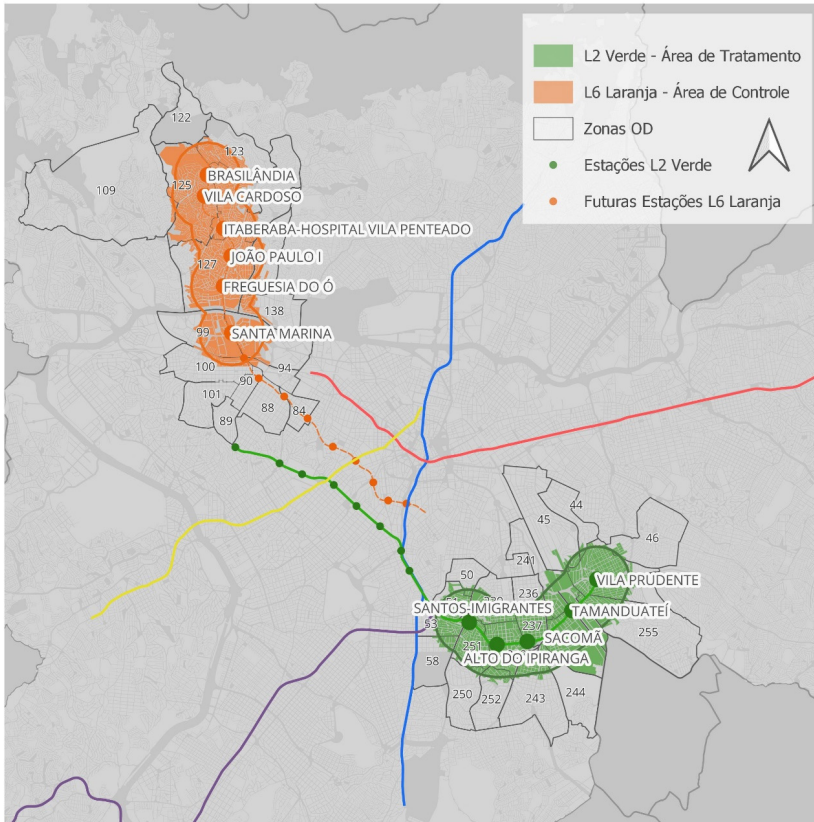 L2 Verde - Área de Tratamento
L6 Laranja - Área de Controle
Zonas OD
Estações L2 Verde
Futuras Estações L6 Laranja
122
123
109
125
BRASILÂNDIA
VILA CARDOSO
ITABERABA-HOSPITAL VILA PENTEADO
JOÃO PAULO I
127
FREGUESIA DO Ó
138
99
SANTA MARINA
100
94
90
101
88
84
89
44
45
46
241
50
VILA PRUDENTE
236
SANTOS-IMIGRANTES
TAMANDUATEÍ
53
237
SACOMÃ
255
251
ALTO DO IPIRANGA
58
250
252
243
244